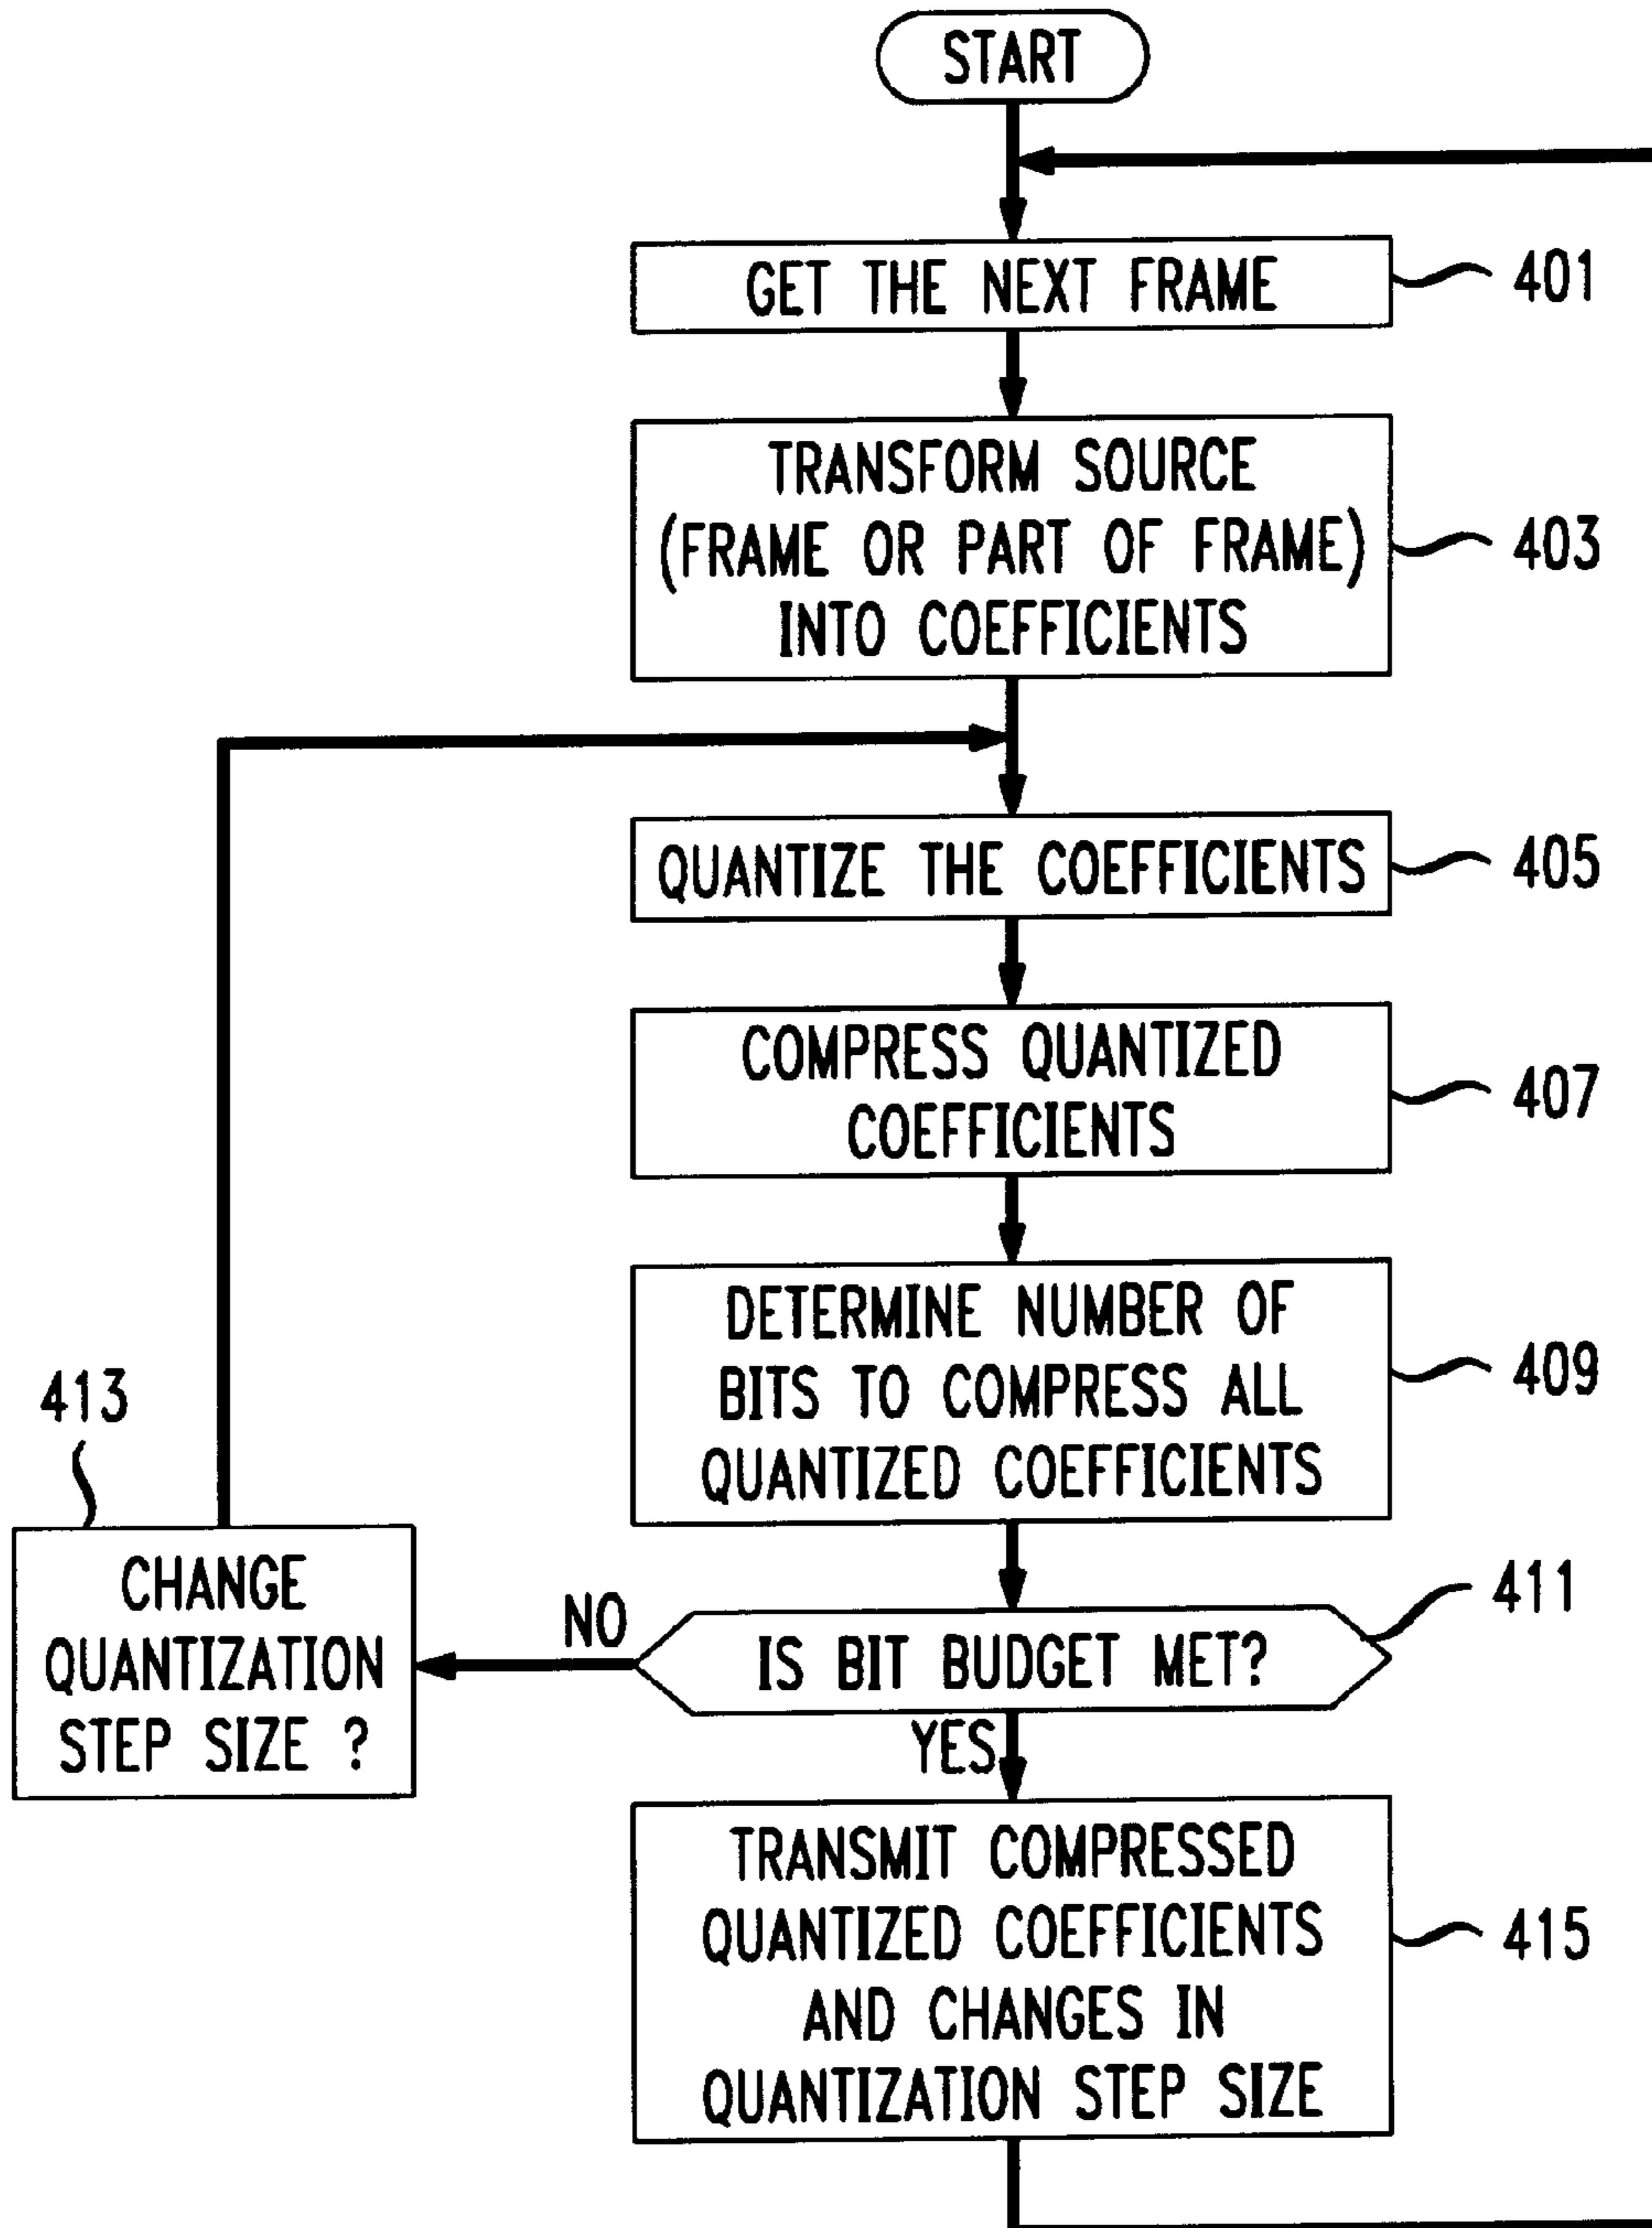 START
GET THE NEXT FRAME
401
TRANSFORM SOURCE
(FRAME OR PART OF FRAME)
INTO COEFFICIENTS
403
QUANTIZE THE COEFFICIENTS
405
COMPRESS QUANTIZED
COEFFICIENTS
407
DETERMINE NUMBER OF
BITS TO COMPRESS ALL
QUANTIZED COEFFICIENTS
409
IS BIT BUDGET MET?
411
NO
413
CHANGE
QUANTIZATION
STEP SIZE ?
YES
TRANSMIT COMPRESSED
QUANTIZED COEFFICIENTS
AND CHANGES IN
QUANTIZATION STEP SIZE
415